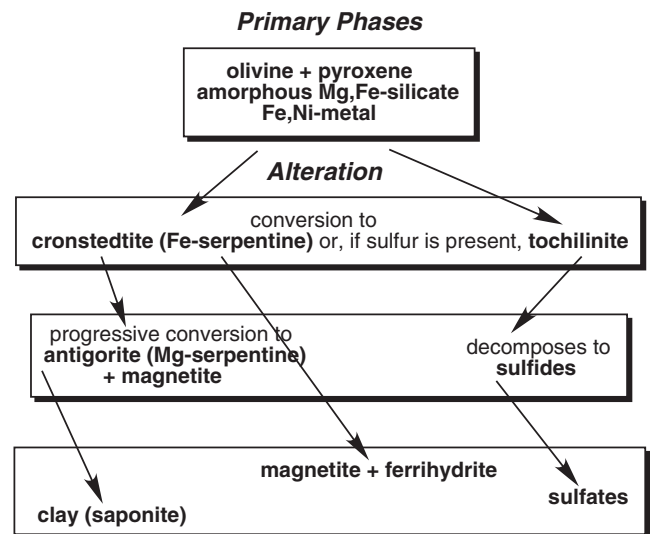 Primary Phases
olivine + pyroxene
amorphous Mg,Fe-silicate
Fe,Ni-metal
Alteration
conversion to
cronstedtite (Fe-serpentine) or, if sulfur is present, tochilinite
progressive conversion to
antigorite (Mg-serpentine)
+ magnetite
decomposes to
sulfides
magnetite + ferrihydrite
sulfates
clay (saponite)